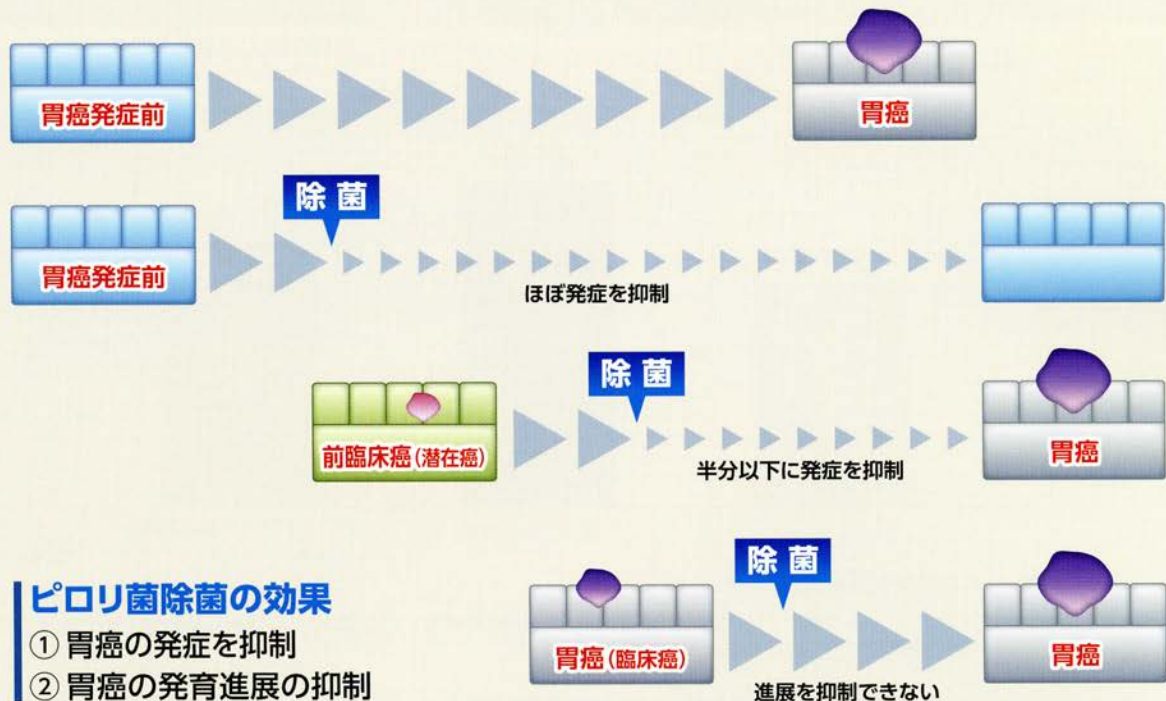 胃癌発症前
胃癌
除菌
胃癌発症前
ほぼ発症を抑制
除菌
前臨床癌(潜在癌)
半分以下に発症を抑制
胃癌
除菌
胃癌(臨床癌)
進展を抑制できない
胃癌
ピロリ菌除菌の効果
① 胃癌の発症を抑制
② 胃癌の発育進展の抑制